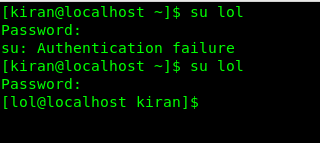 [kiran@localhost ~]$ su lol
Password:
su: Authentication failure
[kiran@localhost ~]$ su lol
Password:
[lol@localhost kiran]$